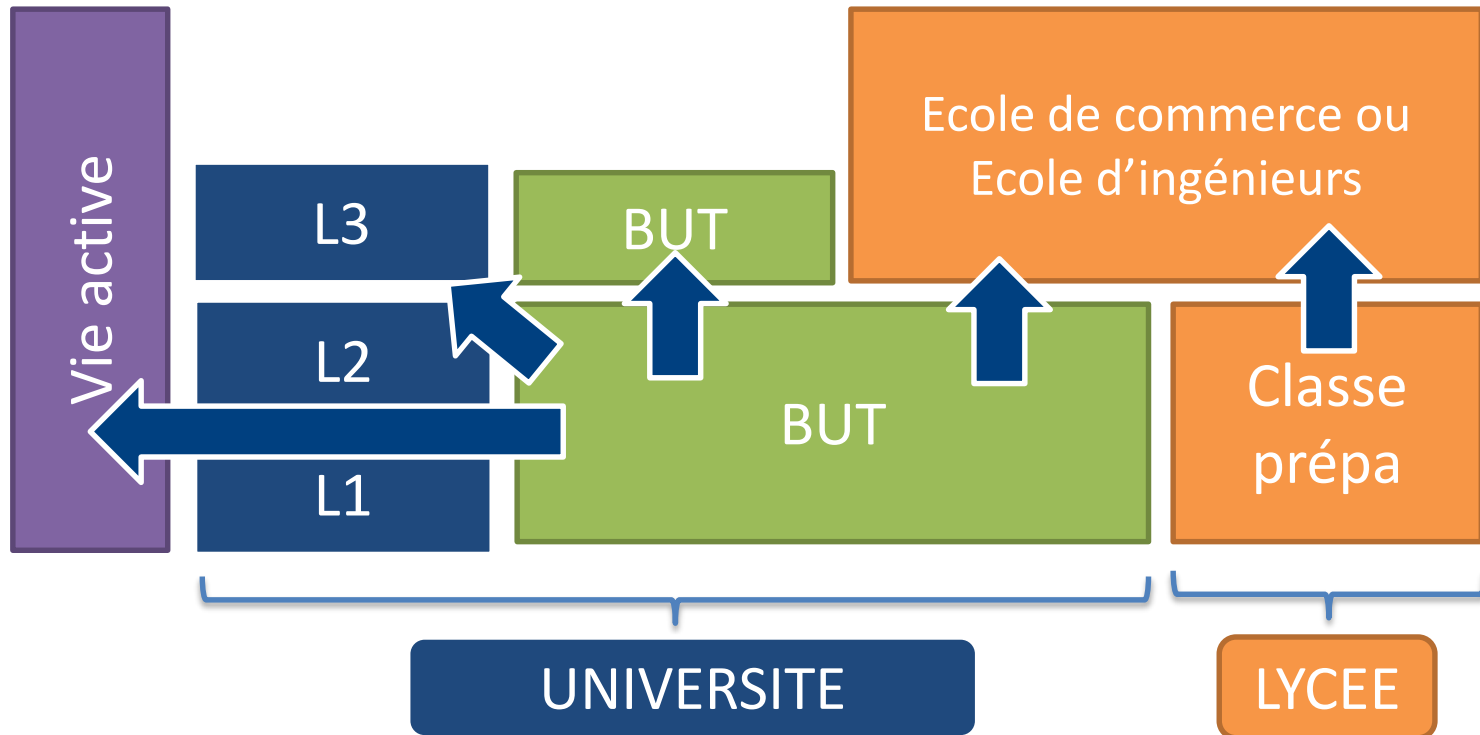 Vie active
L3
BUT
Ecole de commerce ou
Ecole d’ingénieurs
L2
L1
BUT
Classe
prépa
UNIVERSITE
LYCEE